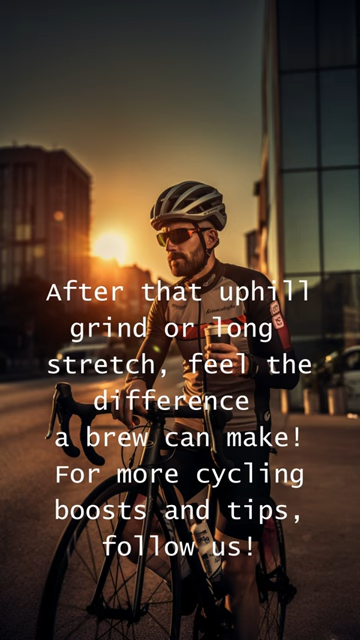 After that uphill
grind or long
stretch, feel the
difference
a brew can make!
For more cycling
boosts and tips,
follow us!